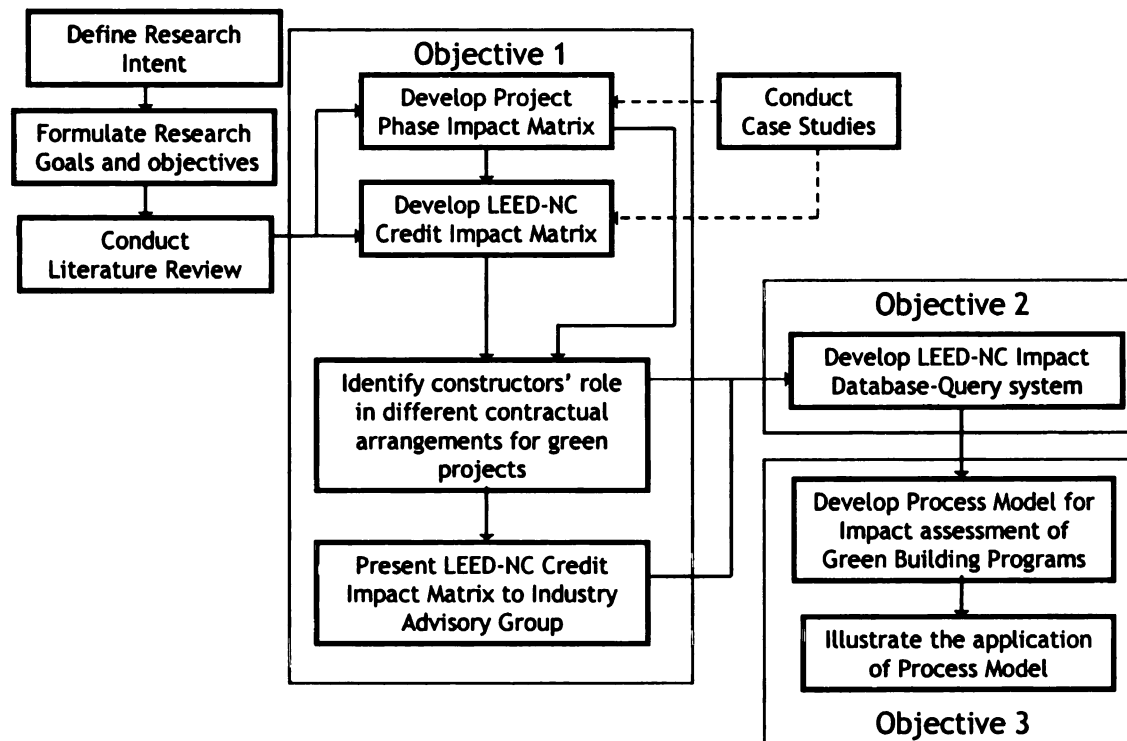 Define Research
Intent
Formulate Research
Goals and objectives
Conduct
Literature Review
Objective 1
Develop Project
Phase Impact Matrix
Develop LEED-NC
Credit Impact Matrix
Identify constructors' role
in different contractual
arrangements for green
projects
Present LEED-NC Credit
Impact Matrix to Industry
Advisory Group
Conduct
Case Studies
Objective 2
Develop LEED-NC Impact
Database-Query system
Develop Process Model for
Impact assessment of
Green Building Programs
Illustrate the application
of Process Model
Objective 3